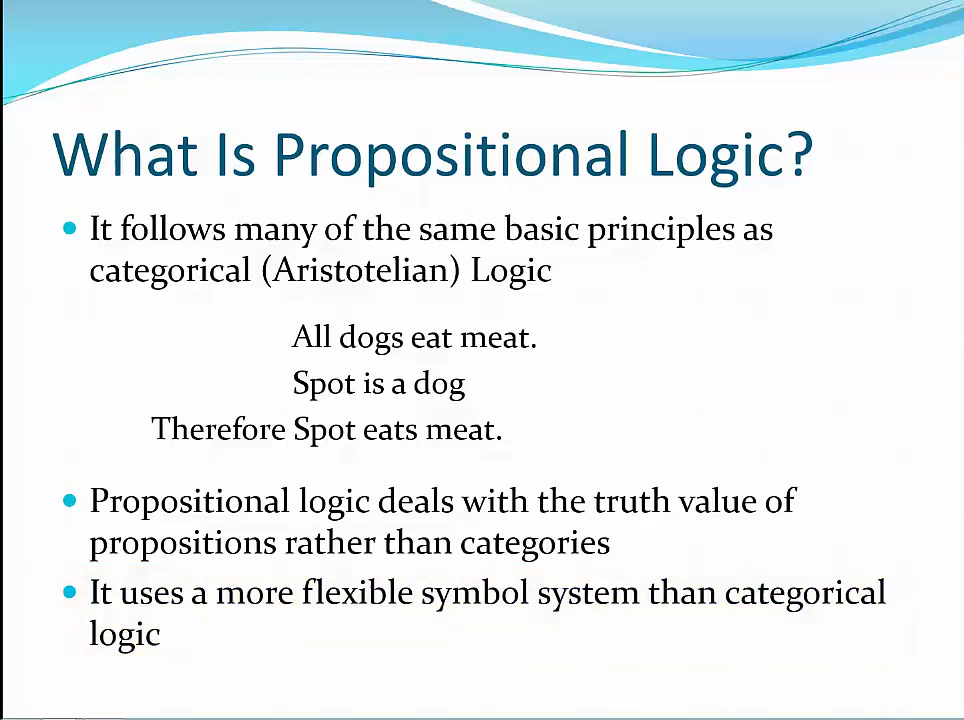 What Is Propositional Logic?
It follows many of the same basic principles as
categorical (Aristotelian) Logic
All dogs eat meat.
Spot is a dog
Therefore Spot eats meat.
Propositional logic deals with the truth value of
propositions rather than categories
It uses a more flexible symbol system than categorical
logic